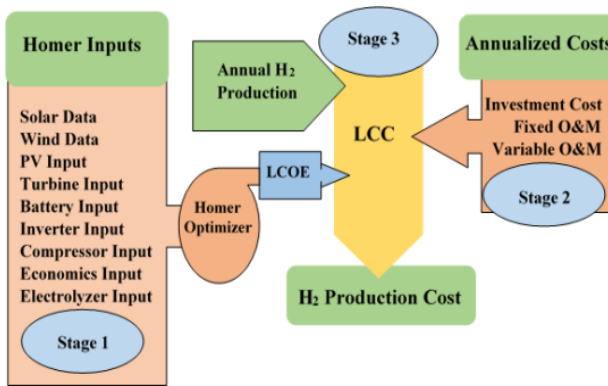 Homer Inputs
Solar Data
Wind Data
PV Input
Turbine Input
Battery Input
Inverter Input
Compressor Input
Economics Input
Electrolyzer Input
Stage 1
Homer
Optimizer
LCOE
Annual H₂
Production
Stage 3
LCC
H₂ Production Cost
Annualized Costs
Investment Cost
Fixed O&M
Variable O&M
Stage 2